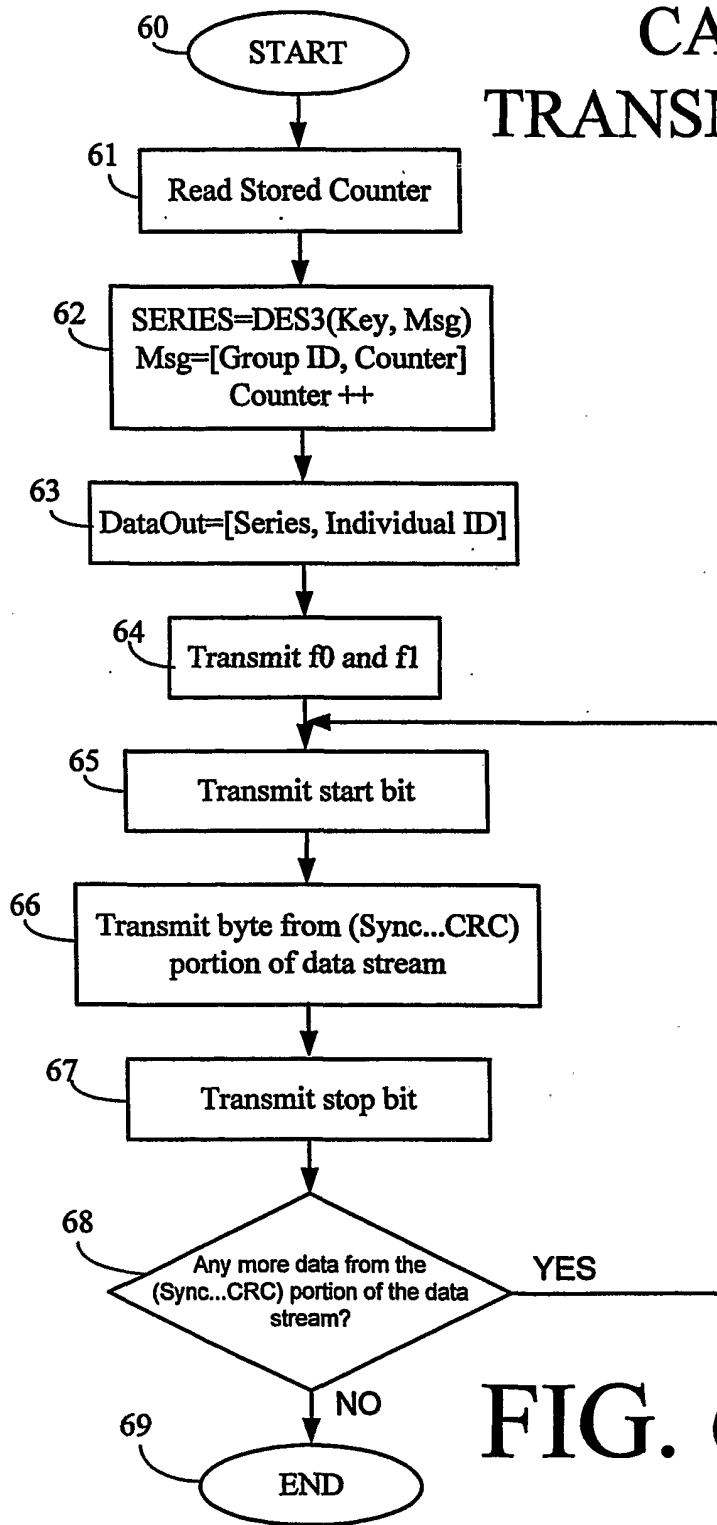 60
START
CA
TRANS
61
Read Stored Counter
62
SERIES=DES3(Key, Msg)
Msg=[Group ID, Counter]
Counter ++
63
DataOut=[Series, Individual ID]
64
Transmit f0 and f1
65
Transmit start bit
66
Transmit byte from (Sync...CRC)
portion of data stream
67
Transmit stop bit
68
Any more data from the
(Sync...CRC) portion of the data
stream?
YES
NO
FIG.
69
END